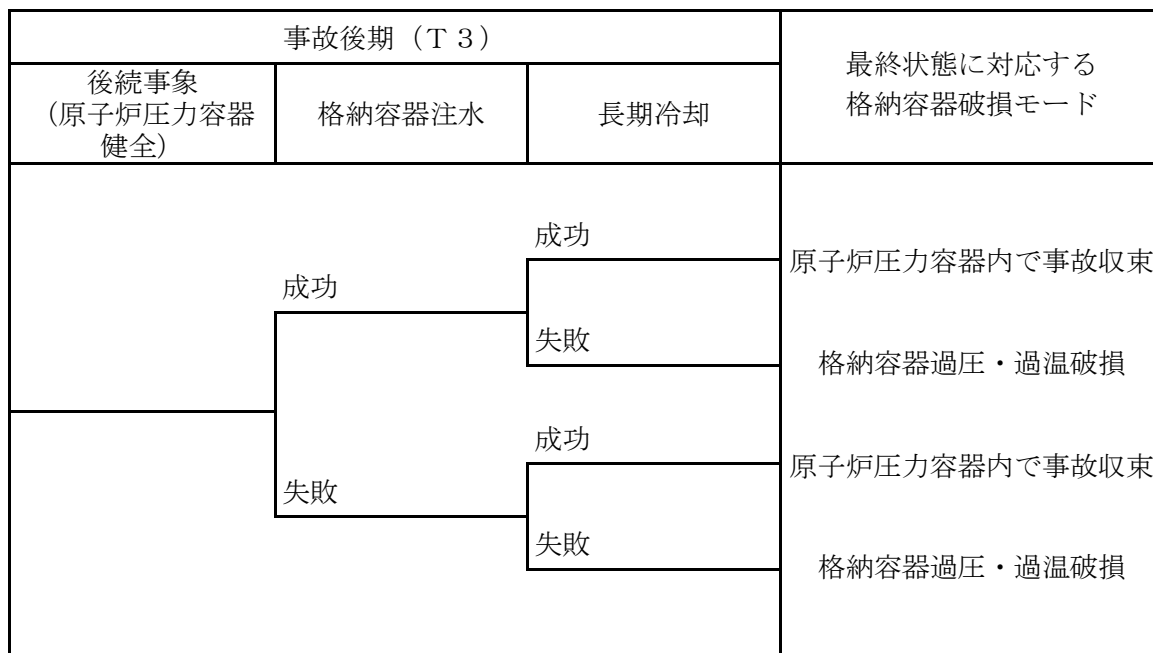 事故後期（Ｔ３）
最終状態に対応する
格納容器破損モード
後続事象
(原子炉圧力容器
健全)
格納容器注水
長期冷却
成功
原子炉圧力容器内で事故収束
成功
失敗
格納容器過圧・過温破損
成功
原子炉圧力容器内で事故収束
失敗
失敗
格納容器過圧・過温破損